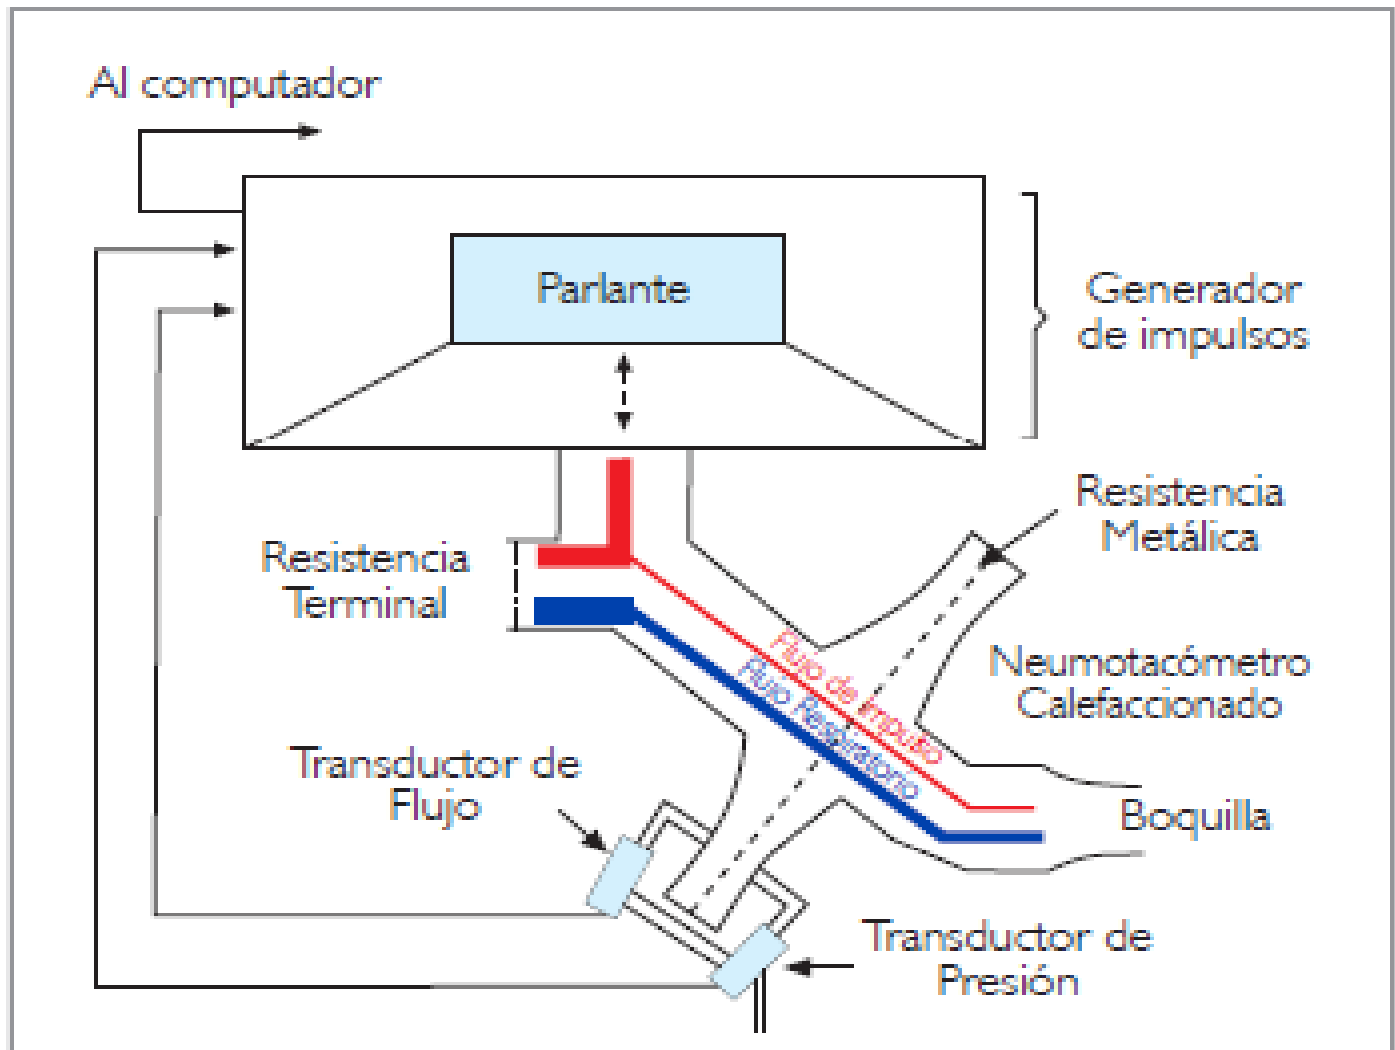 Al computador
Parlante
Generador
de impulsos
Resistencia
Metálica
Resistencia
Terminal
Flujo de Impulso
Flujo Respiratorio
Neumotacómetro
Calefaccionado
Transductor de
Flujo
Boquilla
Transductor de
Presión